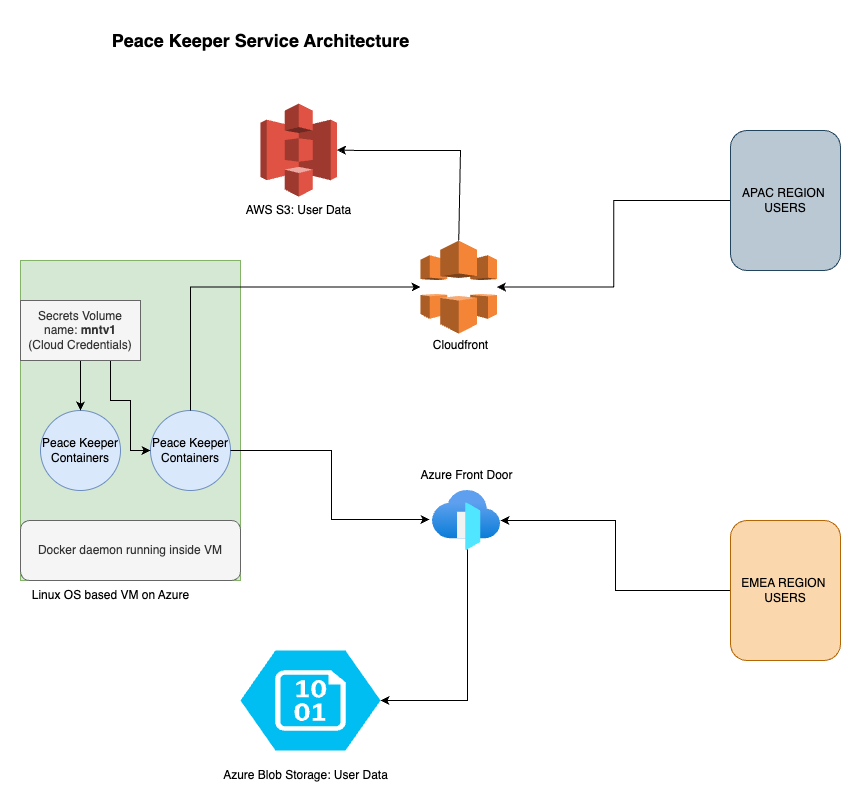 Peace Keeper Service Architecture
AWS S3: User Data
APAC REGION
USERS
Secrets Volume
name: mntv1
(Cloud Credentials)
Cloudfront
Peace Keeper
Containers
Peace Keeper
Containers
Azure Front Door
Docker daemon running inside VM
Linux OS based VM on Azure
EMEA REGION
USERS
10
01
Azure Blob Storage: User Data